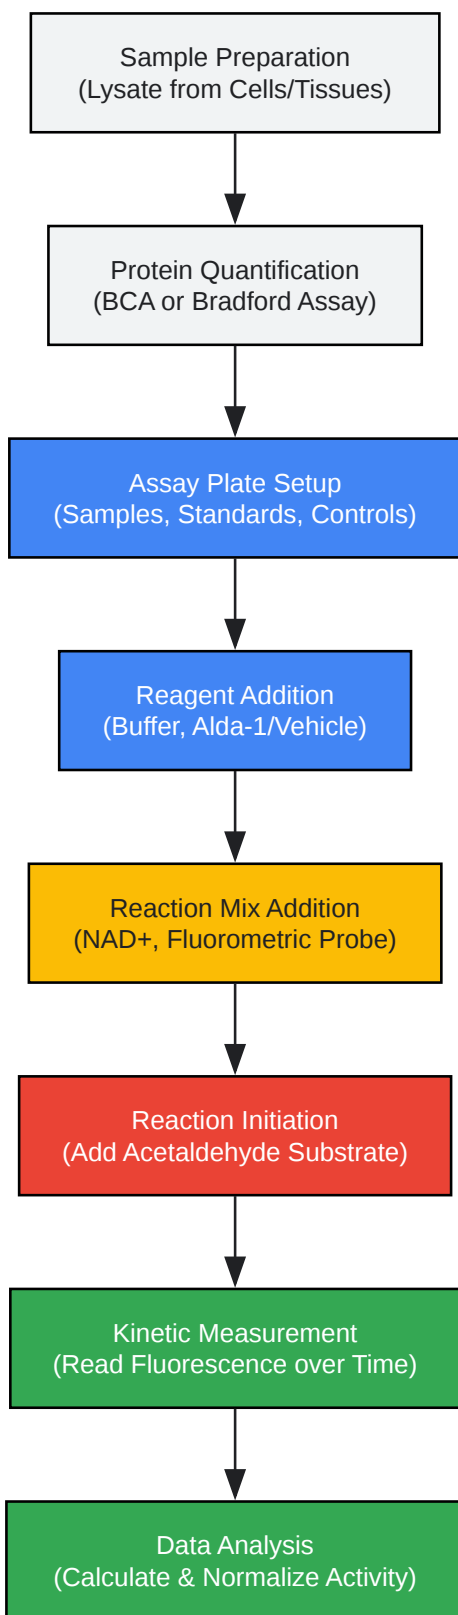 Sample Preparation
(Lysate from Cells/Tissues)
Protein Quantification
(BCA or Bradford Assay)
Assay Plate Setup
(Samples, Standards, Controls)
Reagent Addition
(Buffer, Alda-1/Vehicle)
Reaction Mix Addition
(NAD+, Fluorometric Probe)
Reaction Initiation
(Add Acetaldehyde Substrate)
Kinetic Measurement
(Read Fluorescence over Time)
Data Analysis
(Calculate & Normalize Activity)